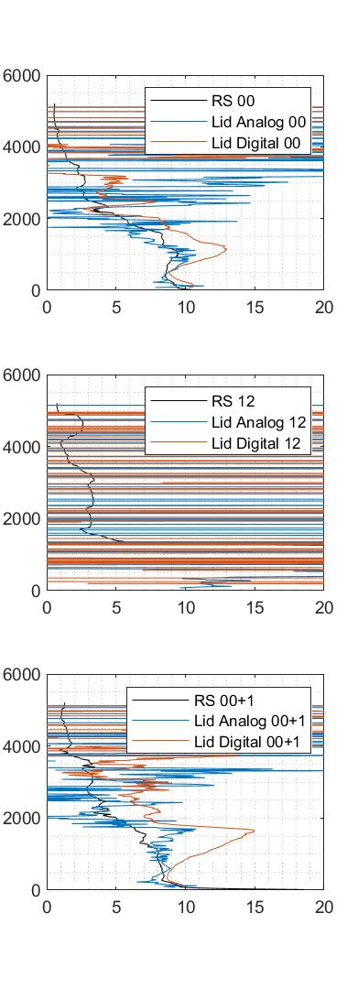 6000
RS 00
Lid Analog 00
Lid Digital 00
4000
2000
0
0 5 10 15 20
6000
RS 12
Lid Analog 12
Lid Digital 12
4000
2000
0
0 5 10 15 20
6000
RS 00+1
Lid Analog 00+1
Lid Digital 00+1
4000
2000
0
0 5 10 15 20